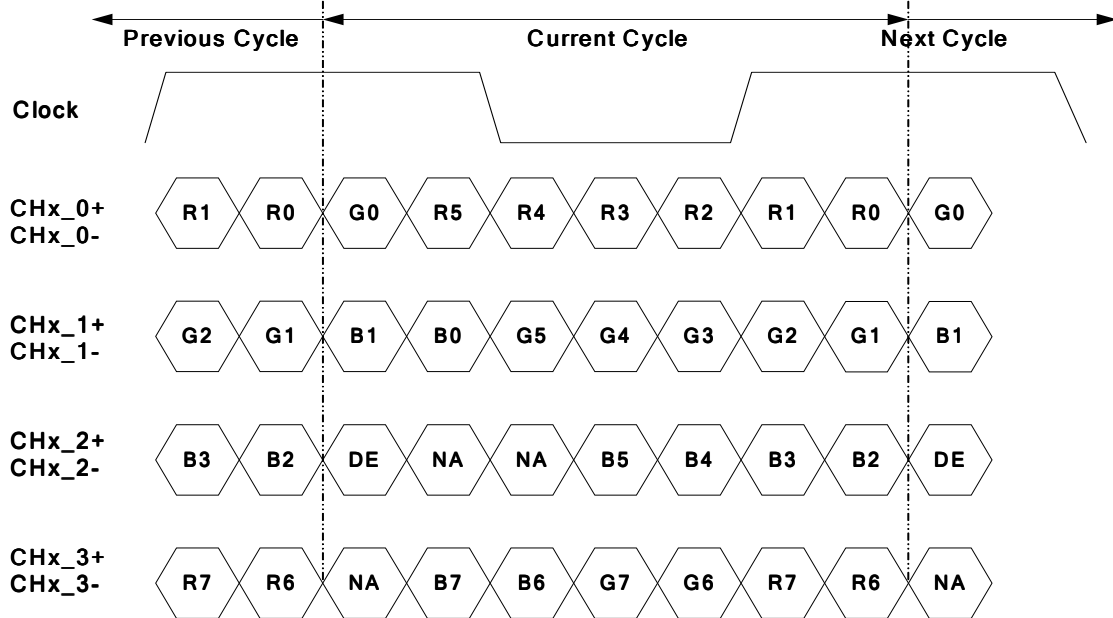 Previous Cycle Current Cycle Next Cycle
Clock
CHx_0+
CHx_0-
R1 R0 G0 R5 R4 R3 R2 R1 R0 G0
CHx_1+
CHx_1-
G2 G1 B1 B0 G5 G4 G3 G2 G1 B1
CHx_2+
CHx_2-
B3 B2 DE NA NA B5 B4 B3 B2 DE
CHx_3+
CHx_3-
R7 R6 NA B7 B6 G7 G6 R7 R6 NA